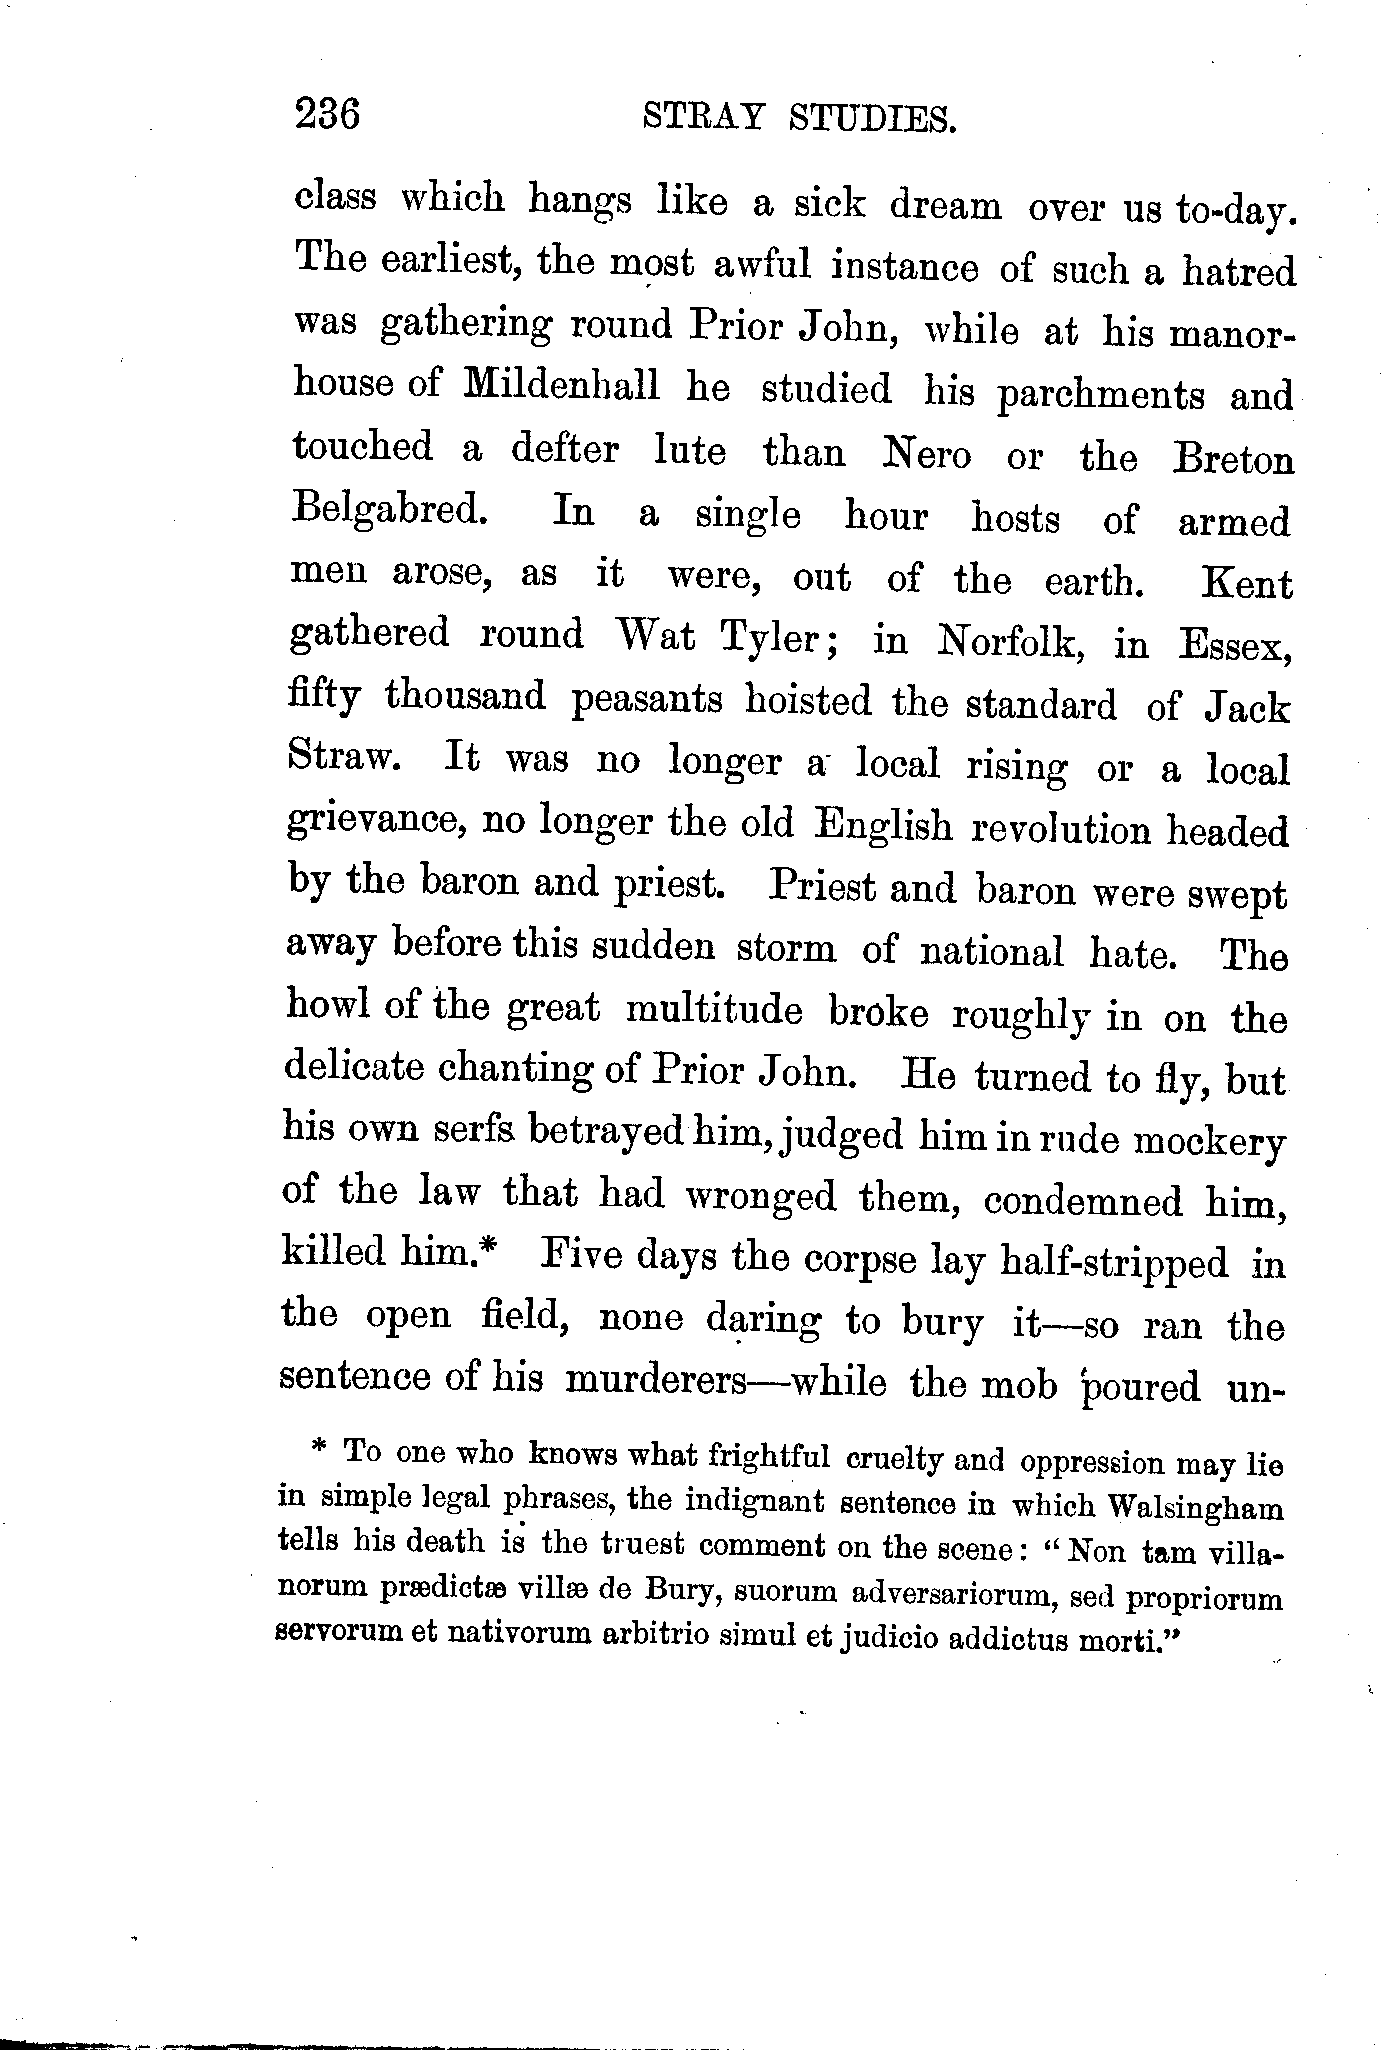 236 STRAY STUDIES.
class which hangs like a sick dream over us to-day.
The earliest, the most awful instance of such a hatred
was gathering round Prior John, while at his manor-
house of Mildenhall he studied his parchments and
touched a defter lute than Nero or the Breton
Belgabred. In a single hour hosts of armed
men arose, as it were, out of the earth. Kent
gathered round Wat Tyler; in Norfolk, in Essex,
fifty thousand peasants hoisted the standard of Jack
Straw. It was no longer a local rising or a local
grievance, no longer the old English revolution headed
by the baron and priest. Priest and baron were swept
away before this sudden storm of national hate. The
howl of the great multitude broke roughly in on the
delicate chanting of Prior John. He turned to fly, but
his own serfs betrayed him, judged him in rude mockery
of the law that had wronged them, condemned him,
killed him.* Five days the corpse lay half-stripped in
the open field, none daring to bury it—so ran the
sentence of his murderers—while the mob poured un-
* To one who knows what frightful cruelty and oppression may lie
in simple legal phrases, the indignant sentence in which Walsingham
tells his death is the truest comment on the scene: "Non tam villa-
norum prædictæ villæ de Bury, suorum adversariorum, sed propriorum
servorum et nativorum arbitrio simul et judicio addictus morti."